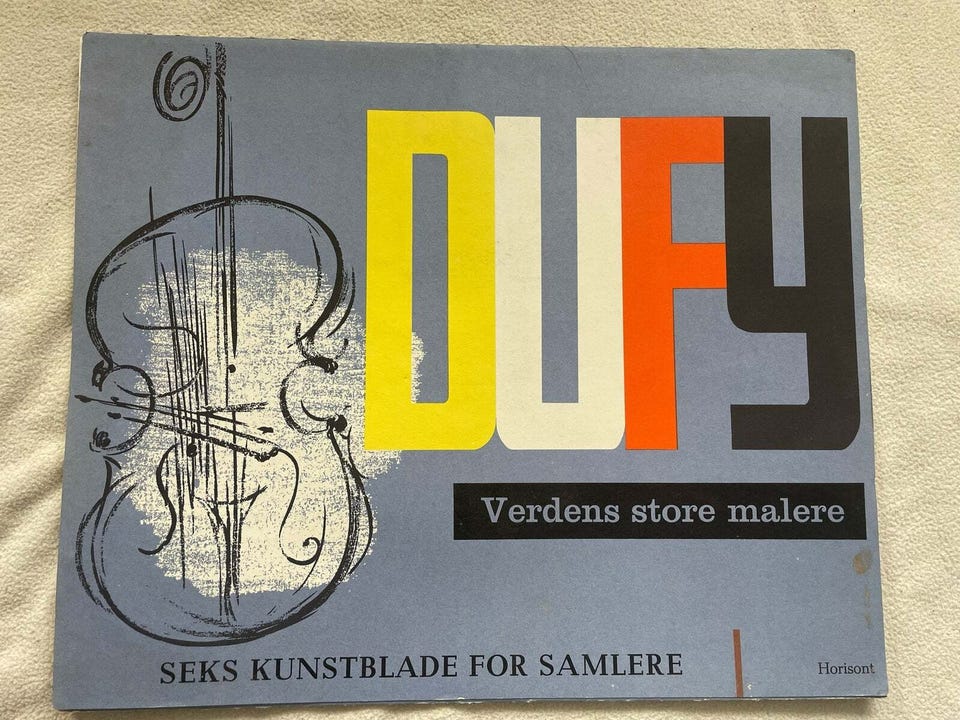 DUFY
Verdens store malere
SEKS KUNSTBLADE FOR SAMLERE
Horisont